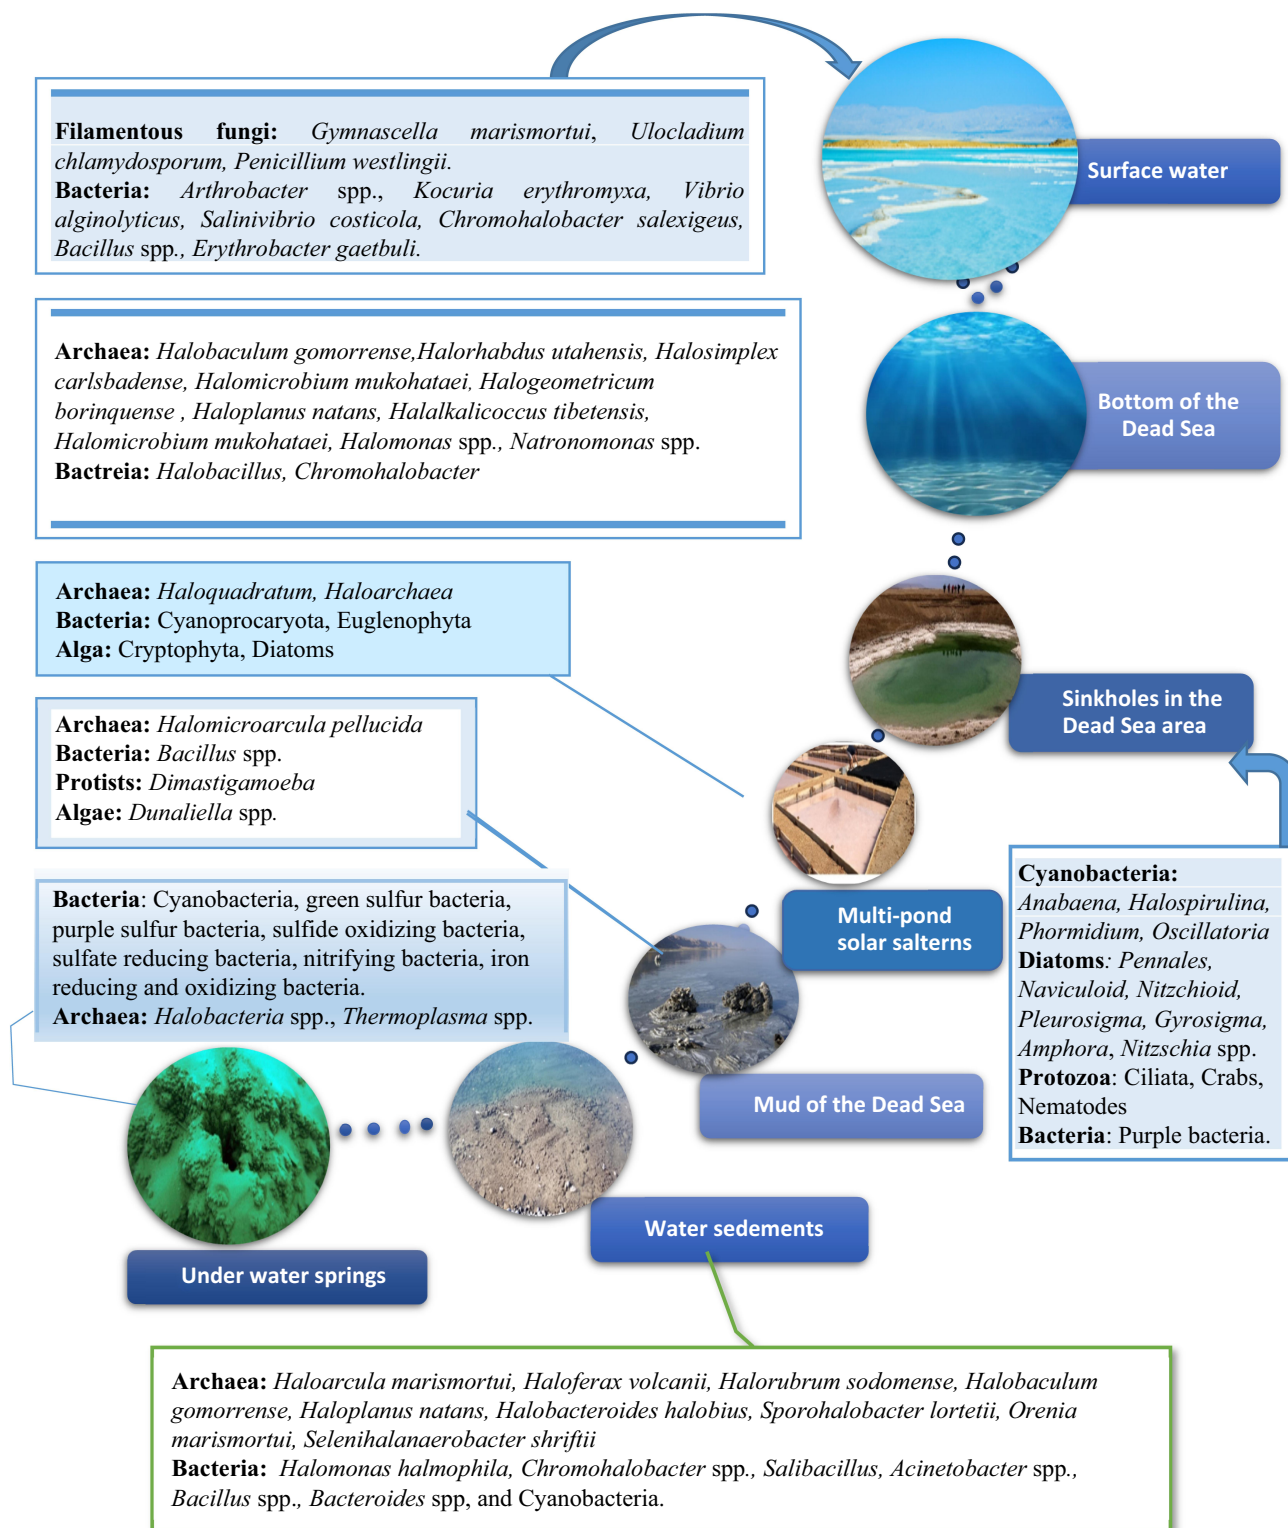 Filamentous fungi: Gymnascella marismortui, Ulocladium
chlamydosporum, Penicillium westlingii.
Bacteria: Arthrobacter spp., Kocuria erythromyxa, Vibrio
alginolyticus, Salinivibrio costicola, Chromohalobacter salexigeus,
Bacillus spp., Erythrobacter gaetbuli.
Surface water
Archaea: Halobaculum gomorrense,Halorhabdus utahensis, Halosimplex
carlsbadense, Halomicrobium mukohataei, Halogeometricum
borinquense , Haloplanus natans, Halalkalicoccus tibetensis,
Halomicrobium mukohataei, Halomonas spp., Natronomonas spp.
Bactreia: Halobacillus, Chromohalobacter
Bottom of the
Dead Sea
Archaea: Haloquadratum, Haloarchaea
Bacteria: Cyanoprocaryota, Euglenophyta
Alga: Cryptophyta, Diatoms
Sinkholes in the
Dead Sea area
Archaea: Halomicroarcula pellucida
Bacteria: Bacillus spp.
Protists: Dimastigamoeba
Algae: Dunaliella spp.
Multi-pond
solar salterns
Cyanobacteria:
Anabaena, Halospirulina,
Phormidium, Oscillatoria
Diatoms: Pennales,
Naviculoid, Nitzchioid,
Pleurosigma, Gyrosigma,
Amphora, Nitzschia spp.
Protozoa: Ciliata, Crabs,
Nematodes
Bacteria: Purple bacteria.
Bacteria: Cyanobacteria, green sulfur bacteria,
purple sulfur bacteria, sulfide oxidizing bacteria,
sulfate reducing bacteria, nitrifying bacteria, iron
reducing and oxidizing bacteria.
Archaea: Halobacteria spp., Thermoplasma spp.
Mud of the Dead Sea
Water sedements
Under water springs
Archaea: Haloarcula marismortui, Haloferax volcanii, Halorubrum sodomense, Halobaculum
gomorrense, Haloplanus natans, Halobacteroides halobius, Sporohalobacter lortetii, Orenia
marismortui, Selenihalanaerobacter shriftii
Bacteria: Halomonas halmophila, Chromohalobacter spp., Salibacillus, Acinetobacter spp.,
Bacillus spp., Bacteroides spp, and Cyanobacteria.